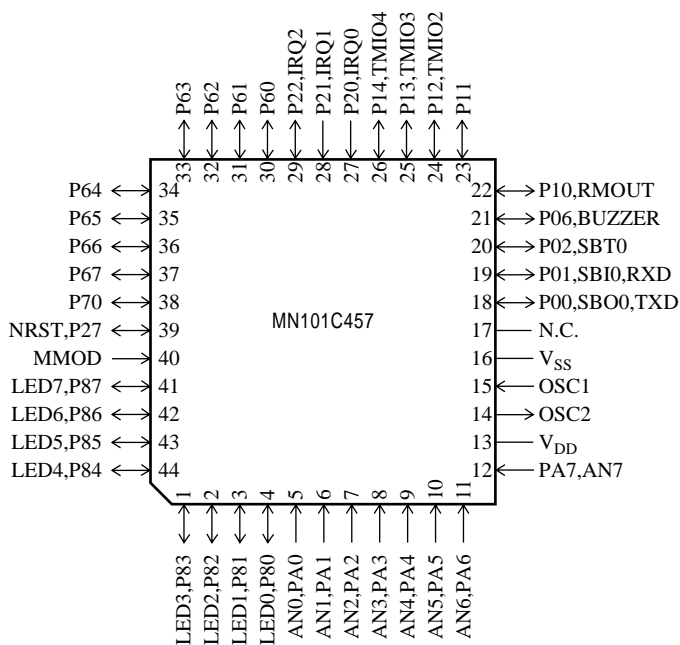 P63
P62
P61
P60
P22,IRQ2
P21,IRQ1
P20,IRQ0
P14,TMIO4
P13,TMIO3
P12,TMIO2
P11
33
32
31
30
29
28
27
26
25
24
23
P64 34
P65 35
P66 36
P67 37
P70 38
NRST,P27 39
MMOD 40
LED7,P87 41
LED6,P86 42
LED5,P85 43
LED4,P84 44
MN101C457
22 P10,RMOUT
21 P06,BUZZER
20 P02,SBT0
19 P01,SBI0,RXD
18 P00,SBO0,TXD
17 N.C.
16 VSS
15 OSC1
14 OSC2
13 VDD
12 PA7,AN7
1
2
3
4
5
6
7
8
9
10
11
LED3,P83
LED2,P82
LED1,P81
LED0,P80
AN0,PA0
AN1,PA1
AN2,PA2
AN3,PA3
AN4,PA4
AN5,PA5
AN6,PA6